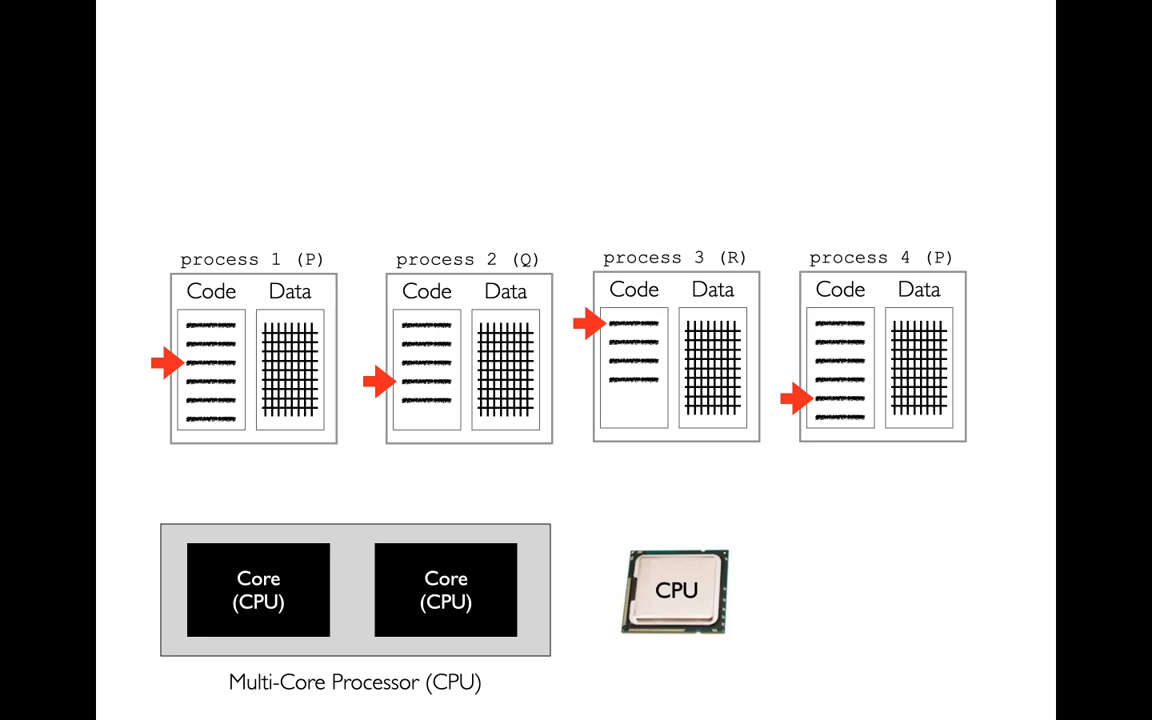 process 1 (P)
Code Data
process 2 (Q)
Code Data
process 3 (R)
Code Data
process 4 (P)
Code Data
Core
(CPU)
Core
(CPU)
CPU
Multi-Core Processor (CPU)